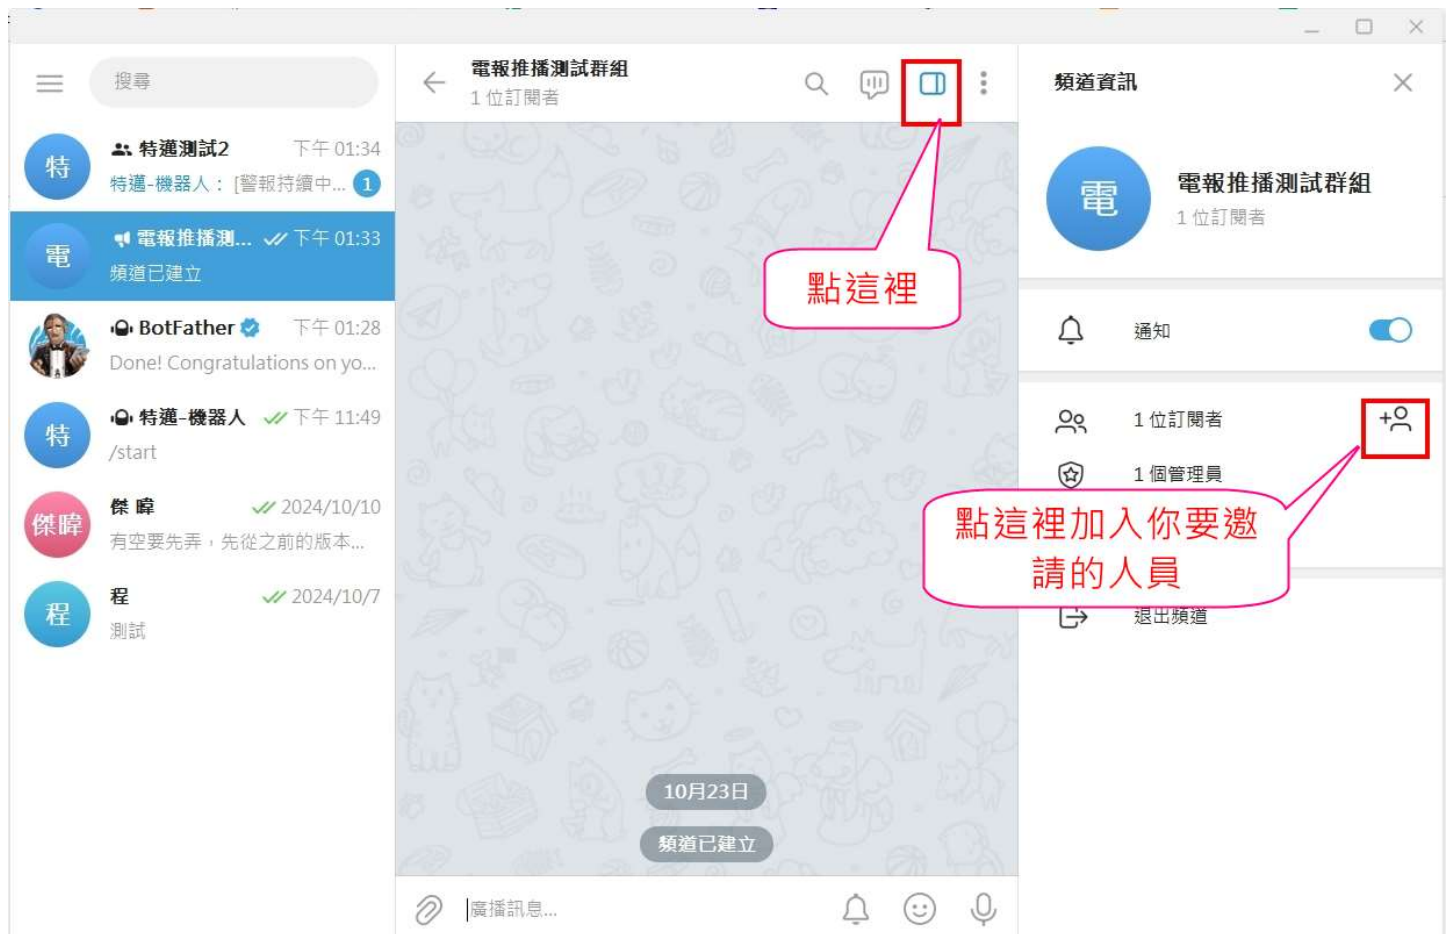 搜尋
特
特邁測試2
下午 01:34
特邁-機器人： [警報持續中...
1
電
電報推播測...
下午 01:33
頻道已建立
BotFather
下午 01:28
Done! Congratulations on yo...
特
特邁-機器人
下午 11:49
/start
傑暐
傑 暐
2024/10/10
有空要先弄，先從之前的版本...
程
程
2024/10/7
測試
電報推播測試群組
1 位訂閱者
點這裡
10月23日
頻道已建立
廣播訊息...
頻道資訊
電
電報推播測試群組
1 位訂閱者
通知
1 位訂閱者
1 個管理員
點這裡加入你要邀
請的人員
退出頻道